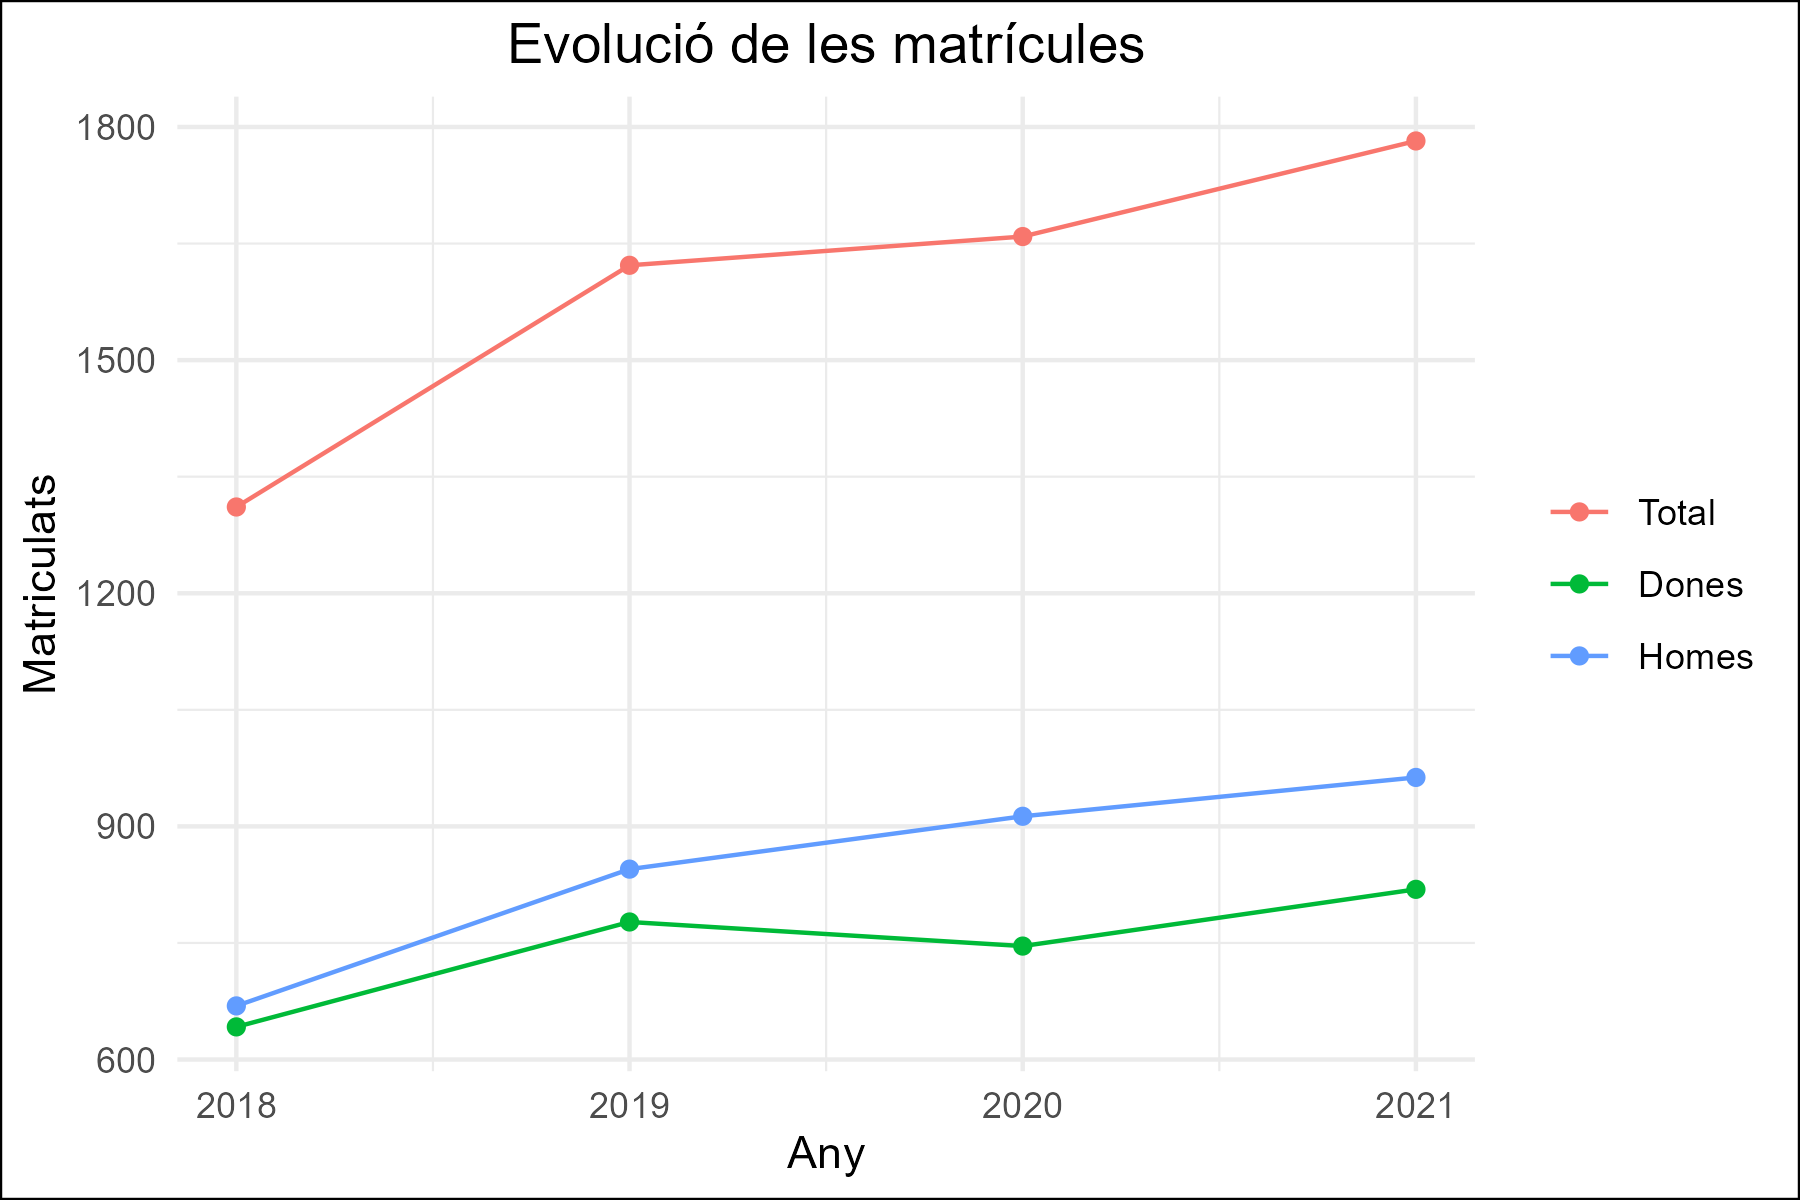 Evolució de les matrícules
Matriculats
1800
1500
1200
900
600
2018 2019 2020 2021
Any
Total
Dones
Homes